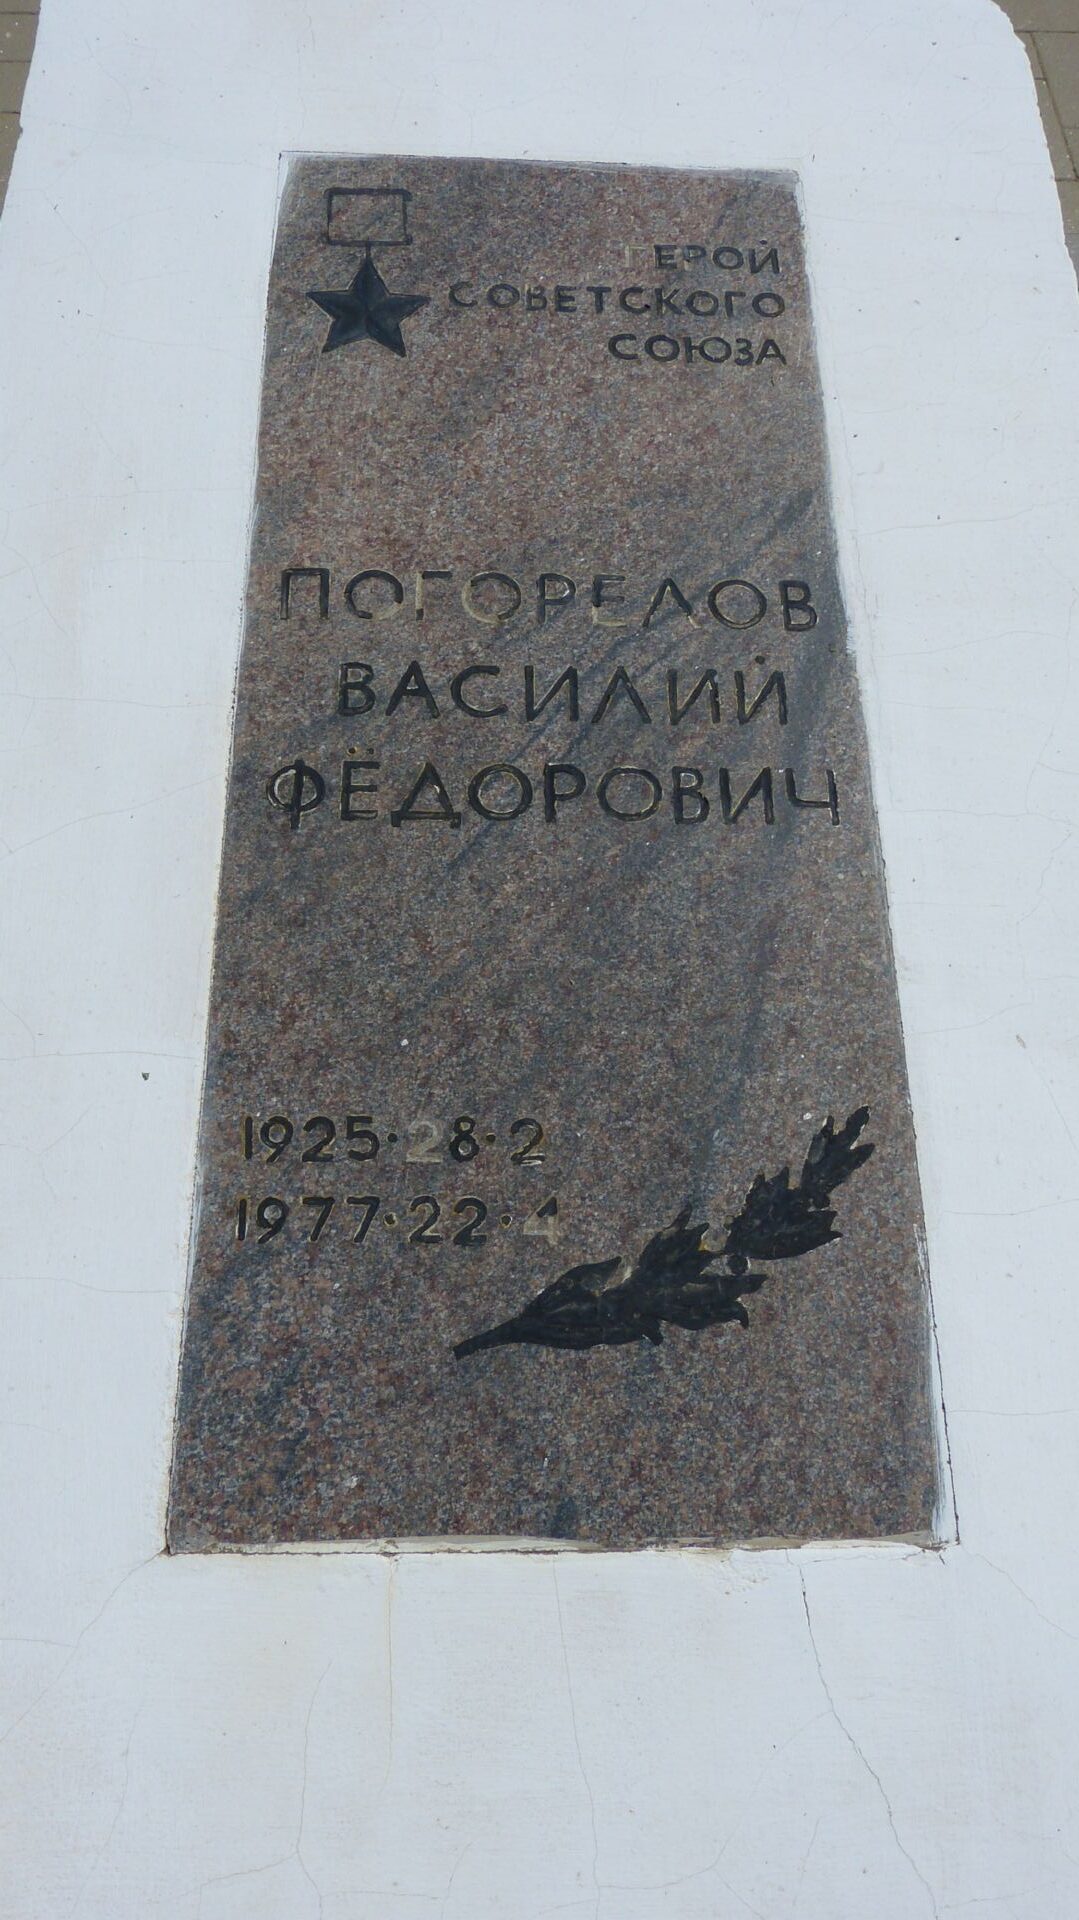 ГЕРОЙ
СОВЕТСКОГО
СОЮЗА
ПОГОРЕЛОВ
ВАСИЛИЙ
ФЁДОРОВИЧ
1925·28·2
1977·22·4